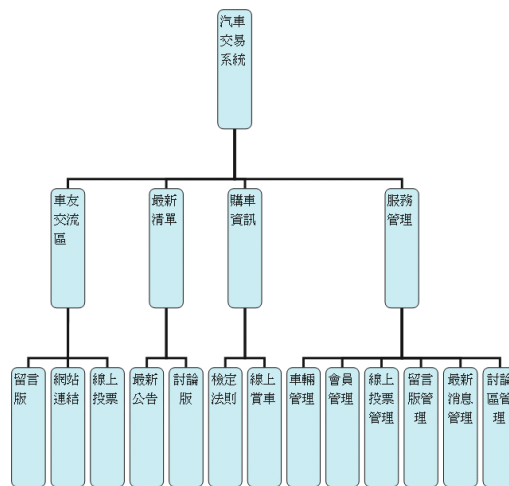 汽車
交易
系統
車友
交流
區
最新
清單
購車
資訊
服務
管理
留言
版
網站
連結
線上
投票
最新
公告
討論
版
檢定
法則
線上
賞車
車輛
管理
會員
管理
線上
投票
管理
留言
版管
理
最新
消息
管理
討論
區管
理